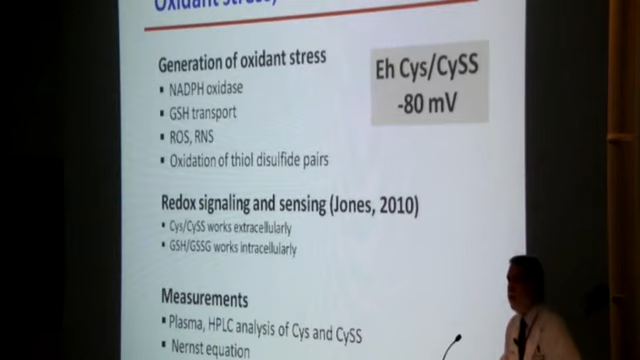 Oxidant stress,
Generation of oxidant stress
▪ NADPH oxidase
▪ GSH transport
▪ ROS, RNS
▪ Oxidation of thiol disulfide pairs
Eh Cys/CySS
-80 mV
Redox signaling and sensing (Jones, 2010)
▪ Cys/CySS works extracellularly
▪ GSH/GSSG works intracellularly
Measurements
▪ Plasma, HPLC analysis of Cys and CySS
▪ Nernst equation